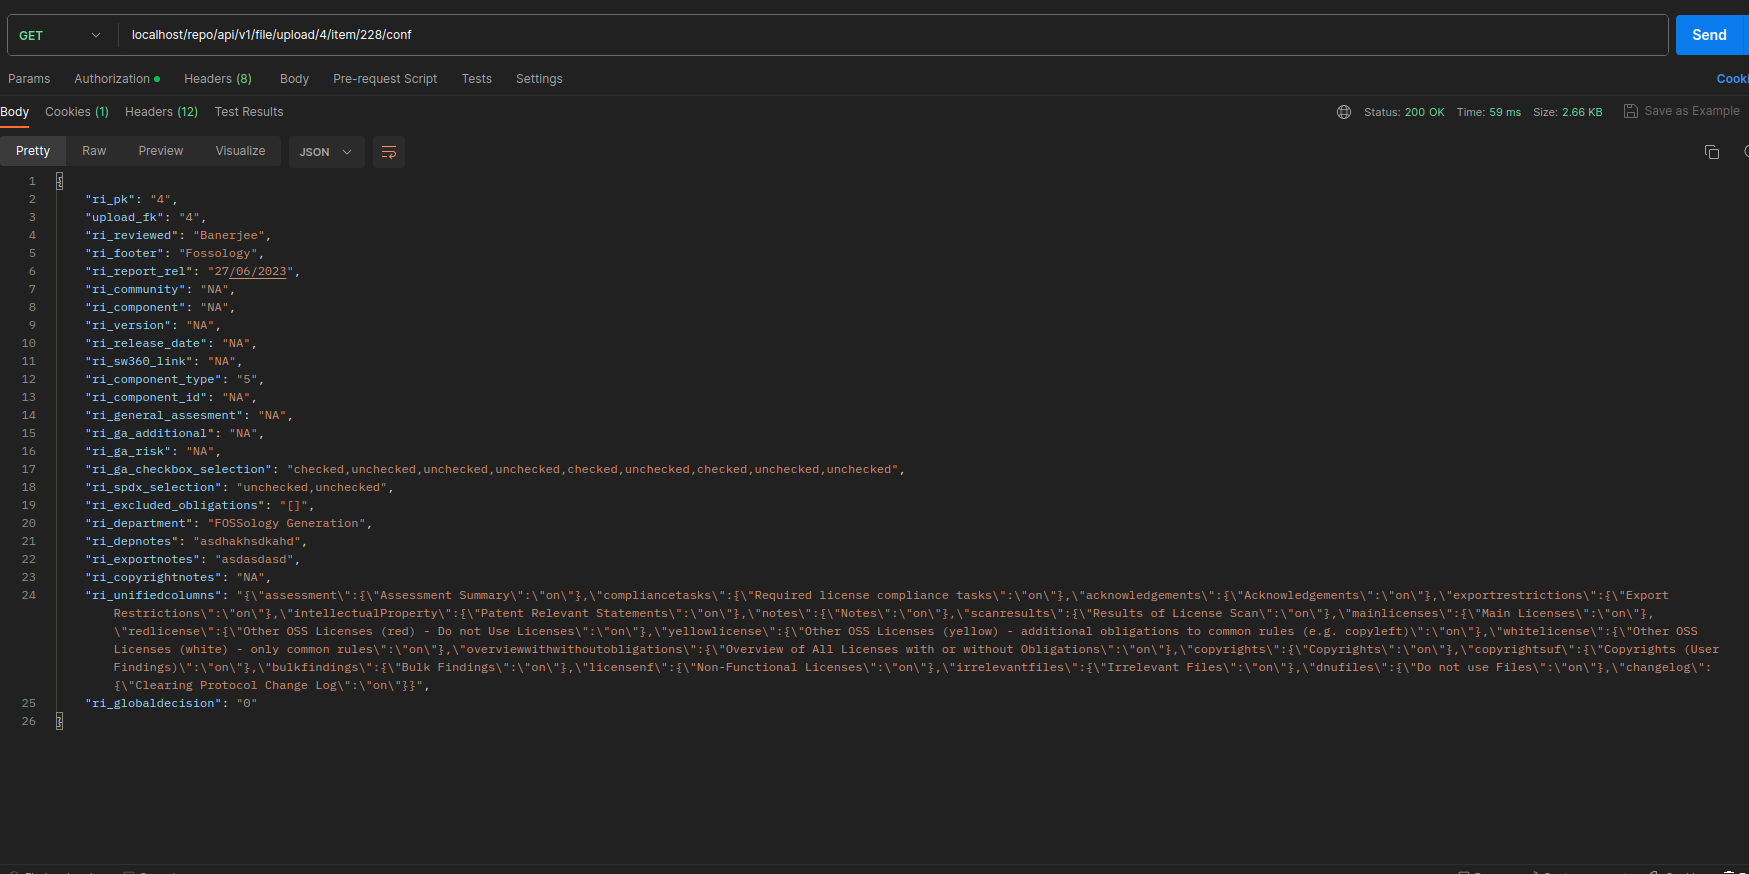 GET localhost/repo/api/v1/file/upload/4/item/228/conf Send
Params Authorization Headers (8) Body Pre-request Script Tests Settings
Body Cookies (1) Headers (12) Test Results Status: 200 OK Time: 59 ms Size: 2.66 KB Save as Example
Pretty Raw Preview Visualize JSON
1 {
2 "ri_pk": "4",
3 "upload_fk": "4",
4 "ri_reviewed": "Banerjee",
5 "ri_footer": "Fossology",
6 "ri_report_rel": "27/06/2023",
7 "ri_community": "NA",
8 "ri_component": "NA",
9 "ri_version": "NA",
10 "ri_release_date": "NA",
11 "ri_sw360_link": "NA",
12 "ri_component_type": "5",
13 "ri_component_id": "NA",
14 "ri_general_assesment": "NA",
15 "ri_ga_additional": "NA",
16 "ri_ga_risk": "NA",
17 "ri_ga_checkbox_selection": "checked,unchecked,unchecked,unchecked,checked,unchecked,checked,unchecked,unchecked",
18 "ri_spdx_selection": "unchecked,unchecked",
19 "ri_excluded_obligations": "[]",
20 "ri_department": "FOSSology Generation",
21 "ri_depnotes": "asdhakhsdkahd",
22 "ri_exportnotes": "asdasdasd",
23 "ri_copyrightnotes": "NA",
24 "ri_unifiedcolumns": "{\"assessment\":{\"Assessment Summary\":\"on\"},\"compliancetasks\":{\"Required license compliance tasks\":\"on\"},\"acknowledgements\":{\"Acknowledgements\":\"on\"},\"exportrestrictions\":{\"Export
Restrictions\":\"on\"},\"intellectualProperty\":{\"Patent Relevant Statements\":\"on\"},\"notes\":{\"Notes\":\"on\"},\"scanresults\":{\"Results of License Scan\":\"on\"},\"mainlicenses\":{\"Main Licenses\":\"on\"},
\"redlicense\":{\"Other OSS Licenses (red) - Do not Use Licenses\":\"on\"},\"yellowlicense\":{\"Other OSS Licenses (yellow) - additional obligations to common rules (e.g. copyleft)\":\"on\"},\"whitelicense\":{\"Other OSS
Licenses (white) - only common rules\":\"on\"},\"overviewwithwithoutobligations\":{\"Overview of All Licenses with or without Obligations\":\"on\"},\"copyrights\":{\"Copyrights\":\"on\"},\"copyrightsuf\":{\"Copyrights (User
Findings)\":\"on\"},\"bulkfindings\":{\"Bulk Findings\":\"on\"},\"licensenf\":{\"Non-Functional Licenses\":\"on\"},\"irrelevantfiles\":{\"Irrelevant Files\":\"on\"},\"dnufiles\":{\"Do not use Files\":\"on\"},\"changelog\":
{\"Clearing Protocol Change Log\":\"on\"}}",
25 "ri_globaldecision": "0"
26 }